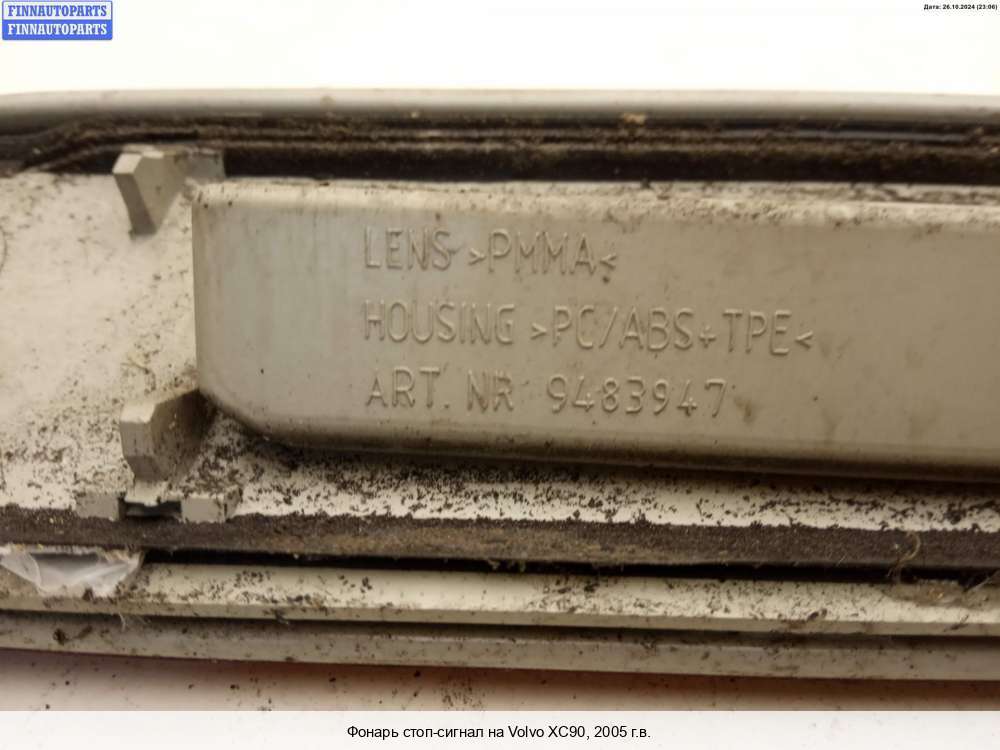 FINNAUTOPARTS
FINNAUTOPARTS
Дата: 26.10.2024 (23:06)
LENS >PMMA<
HOUSING >PC/ABS+TPE<
ART. NR 9483947
Фонарь стоп-сигнал на Volvo XC90, 2005 г.в.